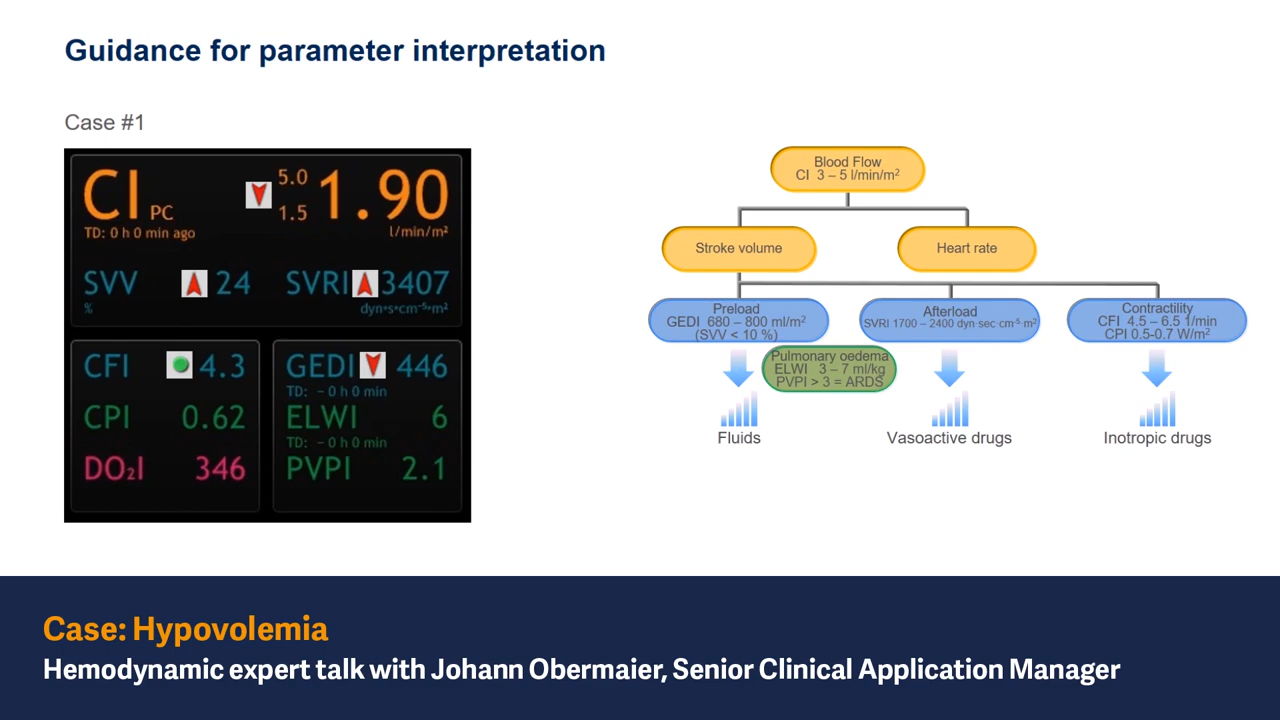 Guidance for parameter interpretation
Case #1
CI PC 5.0 1.5 1.90
TD: 0 h 0 min ago l/min/m²
SVV 24 SVRI 3407
% dyn•s•cm⁻⁵•m²
CFI 4.3
CPI 0.62
DO₂I 346
GEDI 446
TD: – 0 h 0 min
ELWI 6
TD: – 0 h 0 min
PVPI 2.1
Blood Flow
CI 3 – 5 l/min/m²
Stroke volume
Heart rate
Preload
GEDI 680 – 800 ml/m²
(SVV < 10 %)
Afterload
SVRI 1700 – 2400 dyn·sec·cm⁻⁵ m²
Contractility
CFI 4.5 – 6.5 1/min
CPI 0.5-0.7 W/m²
Pulmonary oedema
ELWI 3 – 7 ml/kg
PVPI > 3 = ARDS
Fluids
Vasoactive drugs
Inotropic drugs
Case: Hypovolemia
Hemodynamic expert talk with Johann Obermaier, Senior Clinical Application Manager